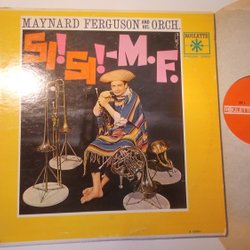 MAYNARD FERGUSON AND HIS ORCH.
ROULETTE
SI! SI!-M.F.